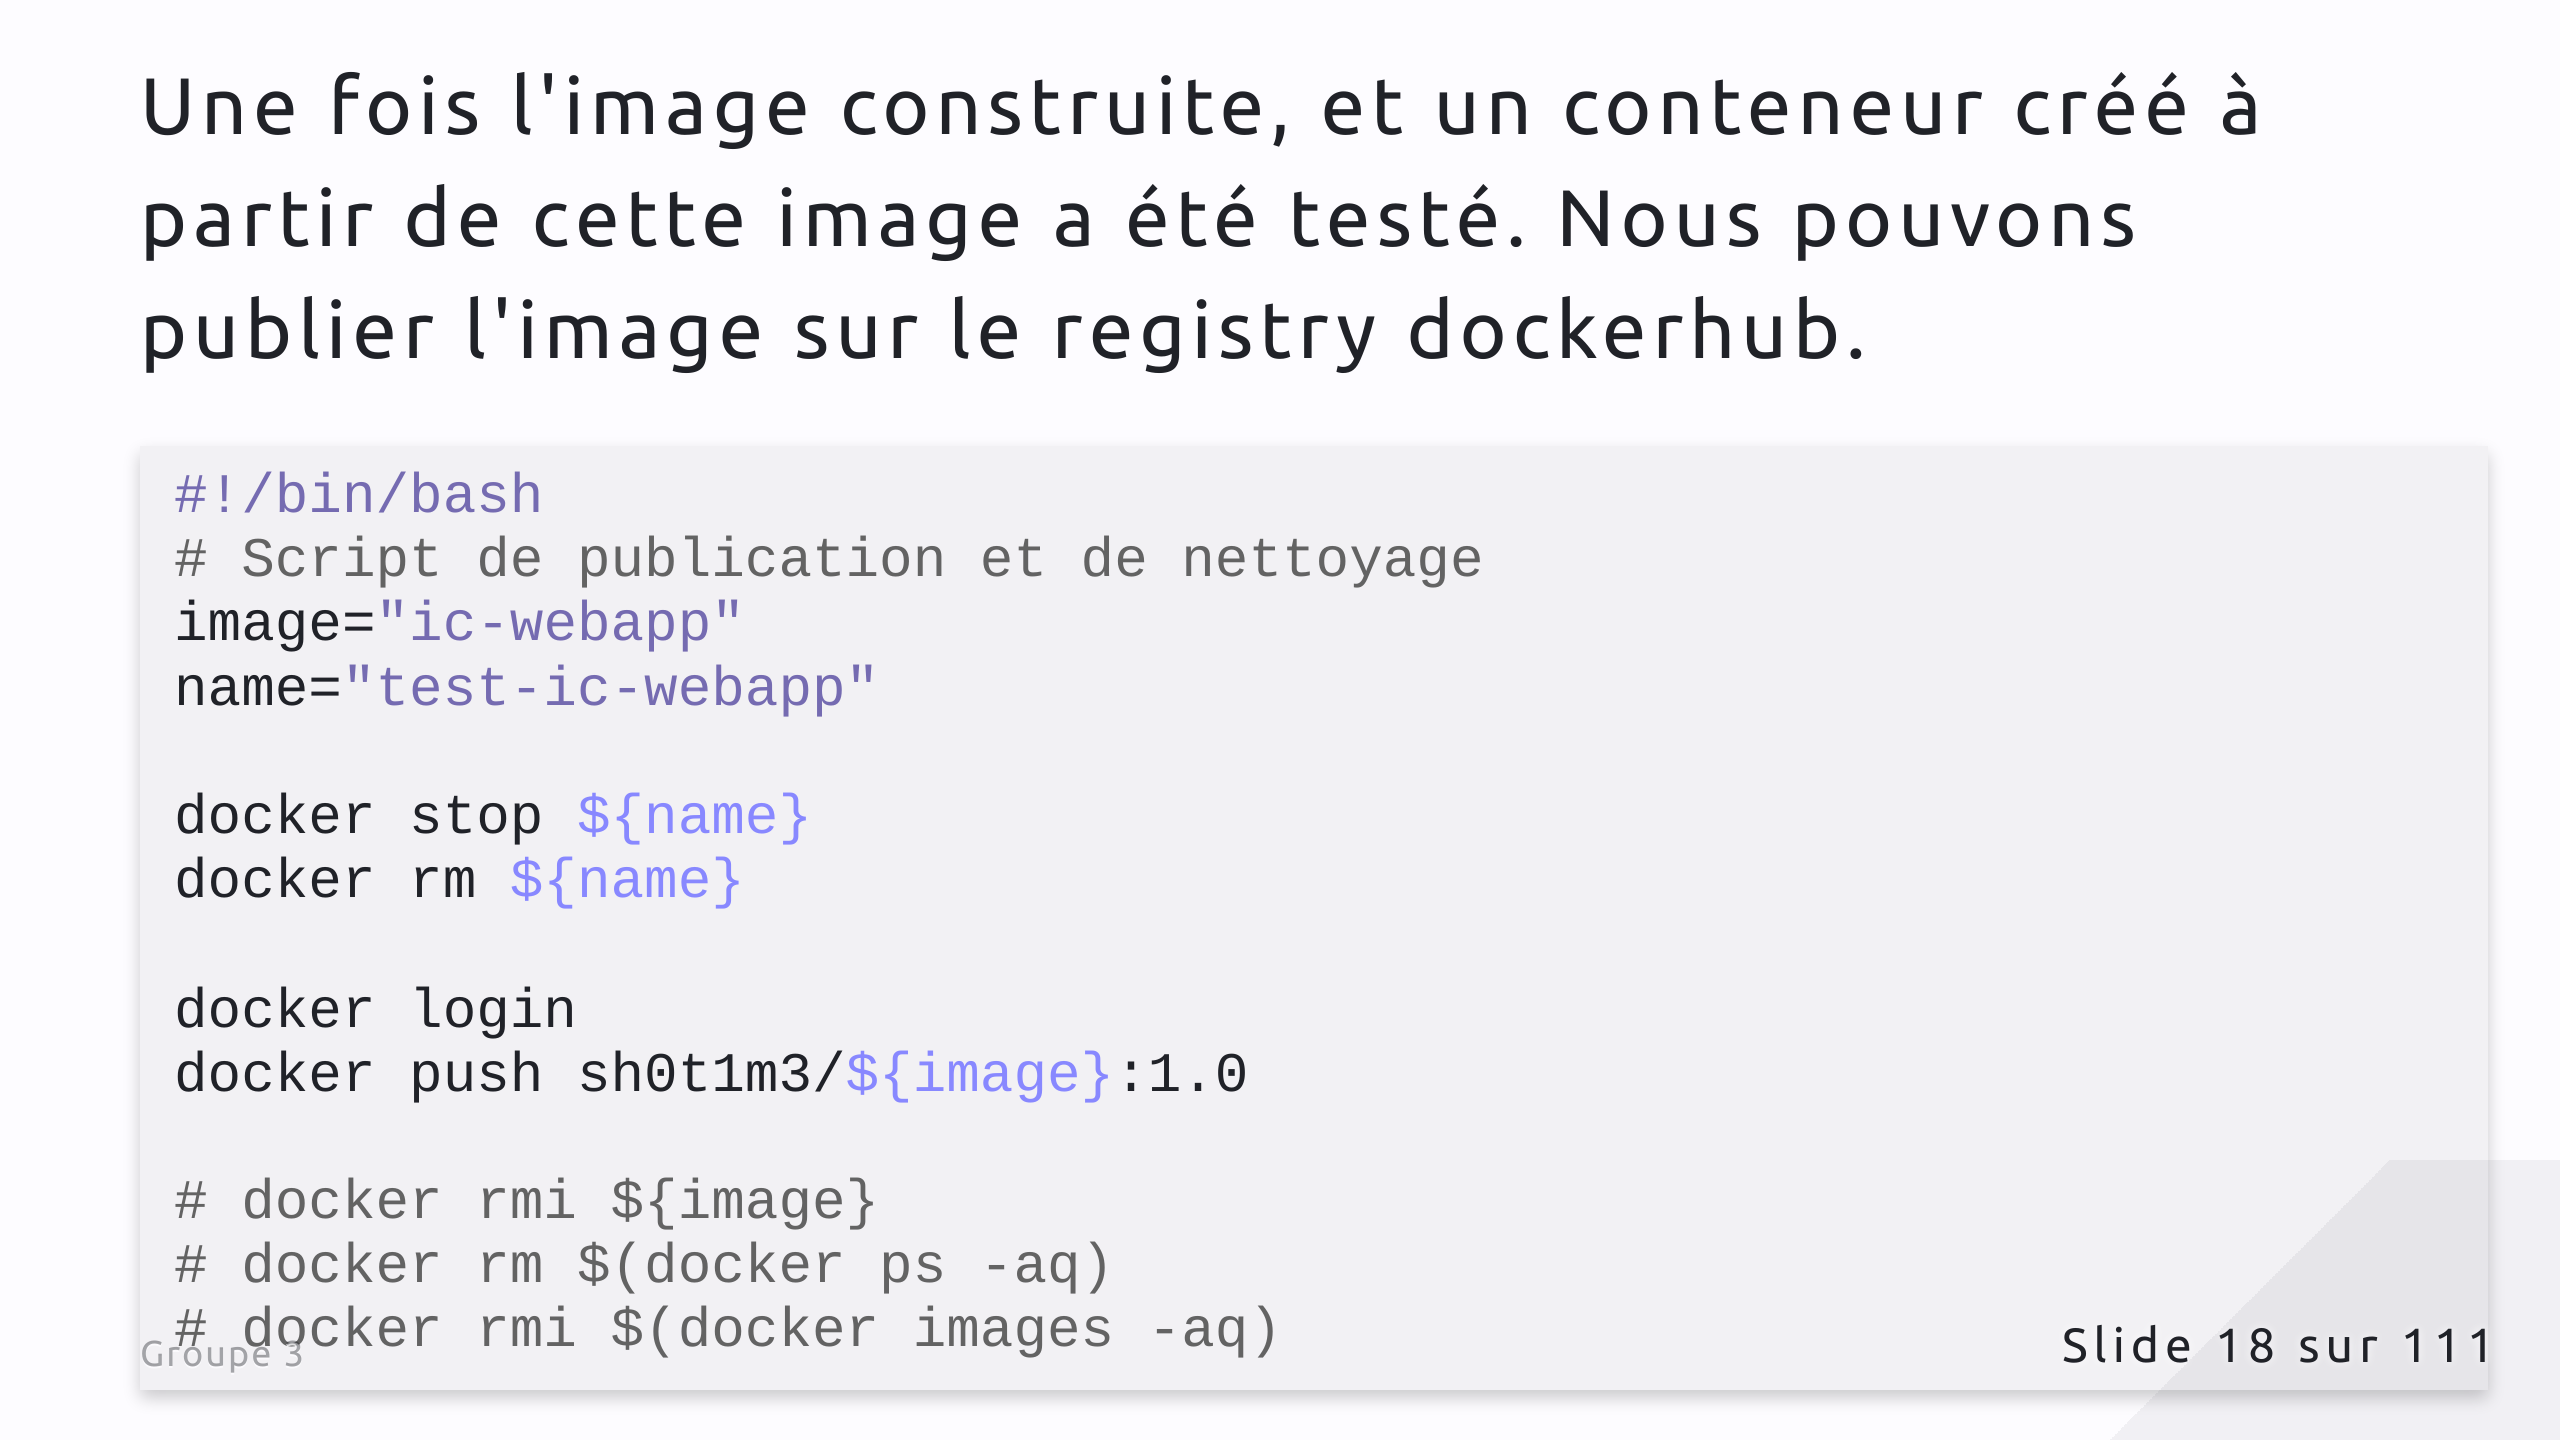 Une fois l'image construite, et un conteneur créé à
partir de cette image a été testé. Nous pouvons
publier l'image sur le registry dockerhub.
#!/bin/bash
# Script de publication et de nettoyage
image="ic-webapp"
name="test-ic-webapp"
docker stop ${name}
docker rm ${name}
docker login
docker push sh0t1m3/${image}:1.0
# docker rmi ${image}
# docker rm $(docker ps -aq)
# docker rmi $(docker images -aq)
Groupe 3
Slide 18 sur 111